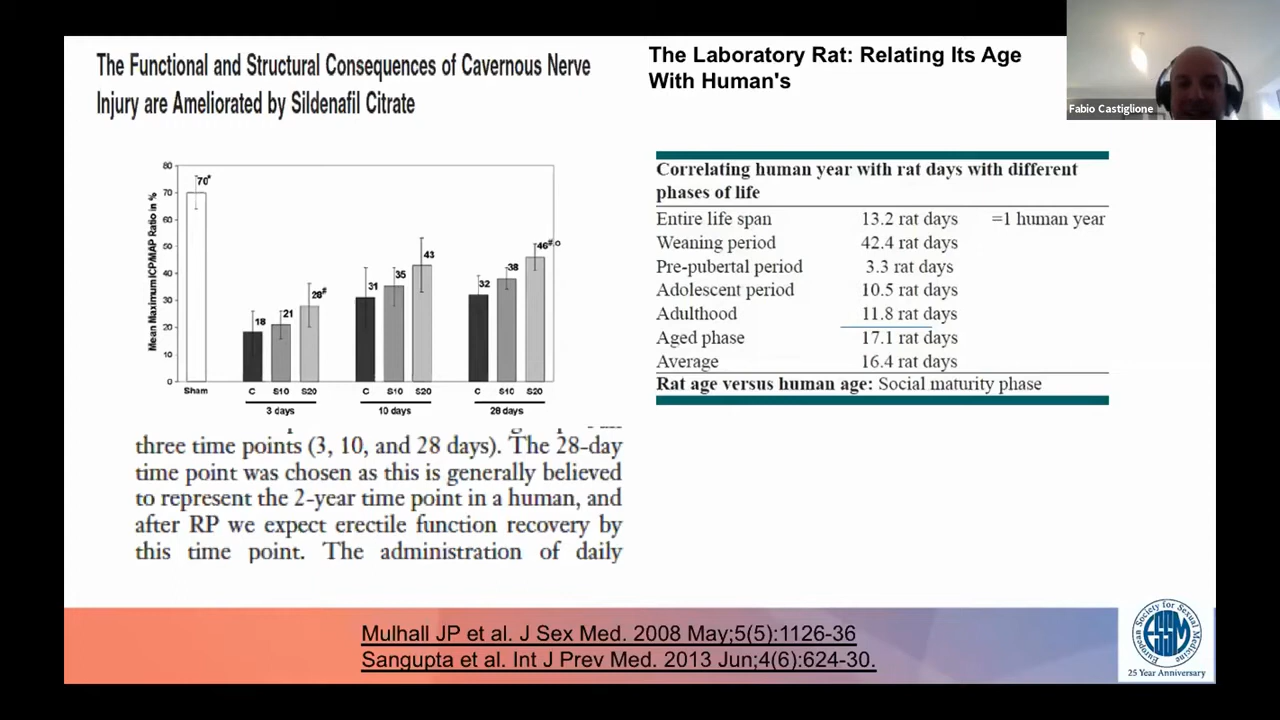 The Functional and Structural Consequences of Cavernous Nerve
Injury are Ameliorated by Sildenafil Citrate
The Laboratory Rat: Relating Its Age
With Human's
Fabio Castiglione
Mean Maximum ICP/MAP Ratio in %
80
70
60
50
40
30
20
10
0
70*
18
21
28#
31
35
43
32
38
46#o
Sham
C S10 S20
C S10 S20
C S10 S20
3 days
10 days
28 days
Correlating human year with rat days with different
phases of life
Entire life span 13.2 rat days =1 human year
Weaning period 42.4 rat days
Pre-pubertal period 3.3 rat days
Adolescent period 10.5 rat days
Adulthood 11.8 rat days
Aged phase 17.1 rat days
Average 16.4 rat days
Rat age versus human age: Social maturity phase
three time points (3, 10, and 28 days). The 28-day
time point was chosen as this is generally believed
to represent the 2-year time point in a human, and
after RP we expect erectile function recovery by
this time point. The administration of daily
Mulhall JP et al. J Sex Med. 2008 May;5(5):1126-36
Sangupta et al. Int J Prev Med. 2013 Jun;4(6):624-30.
European Society for Sexual Medicine
ESSM
25 Year Anniversary